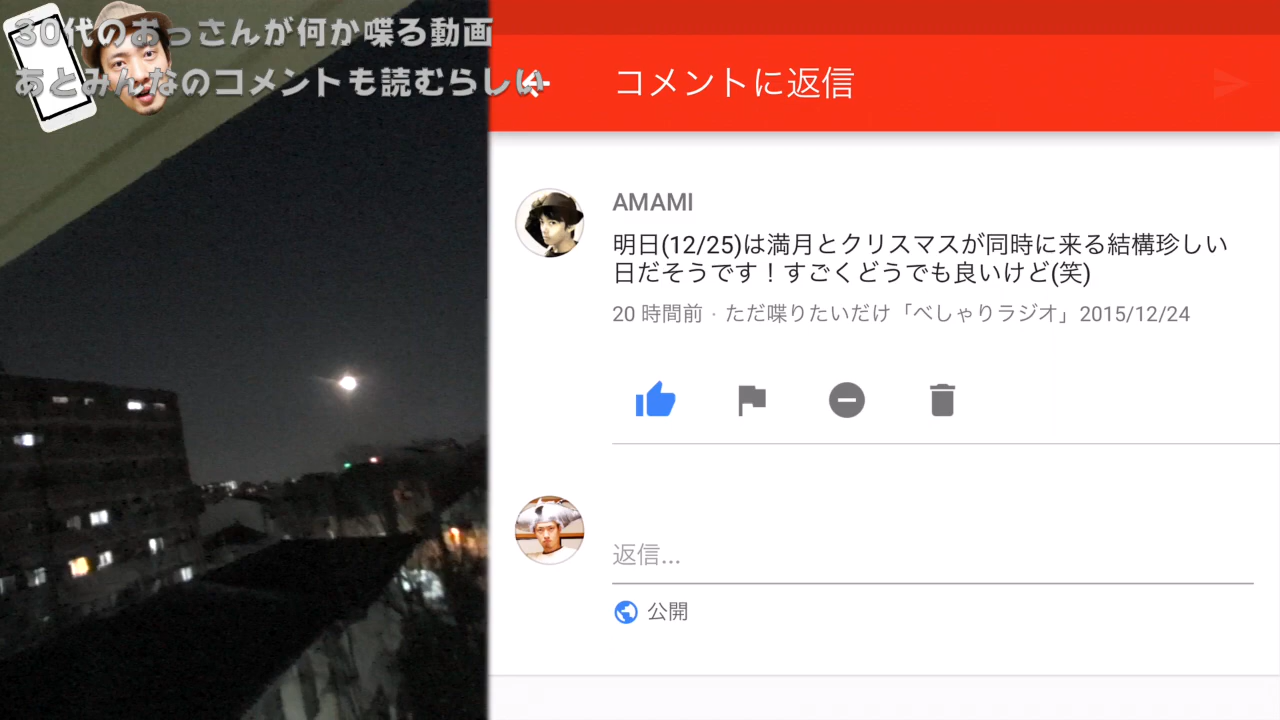 30代のおっさんが何か喋る動画
あとみんなのコメントも読むらしい
コメントに返信
AMAMI
明日(12/25)は満月とクリスマスが同時に来る結構珍しい
日だそうです！すごくどうでも良いけど(笑)
20 時間前 · ただ喋りたいだけ「べしゃりラジオ」2015/12/24
返信...
公開